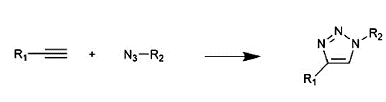 R₁ + N₃–R₂ N N N R₂ R₁